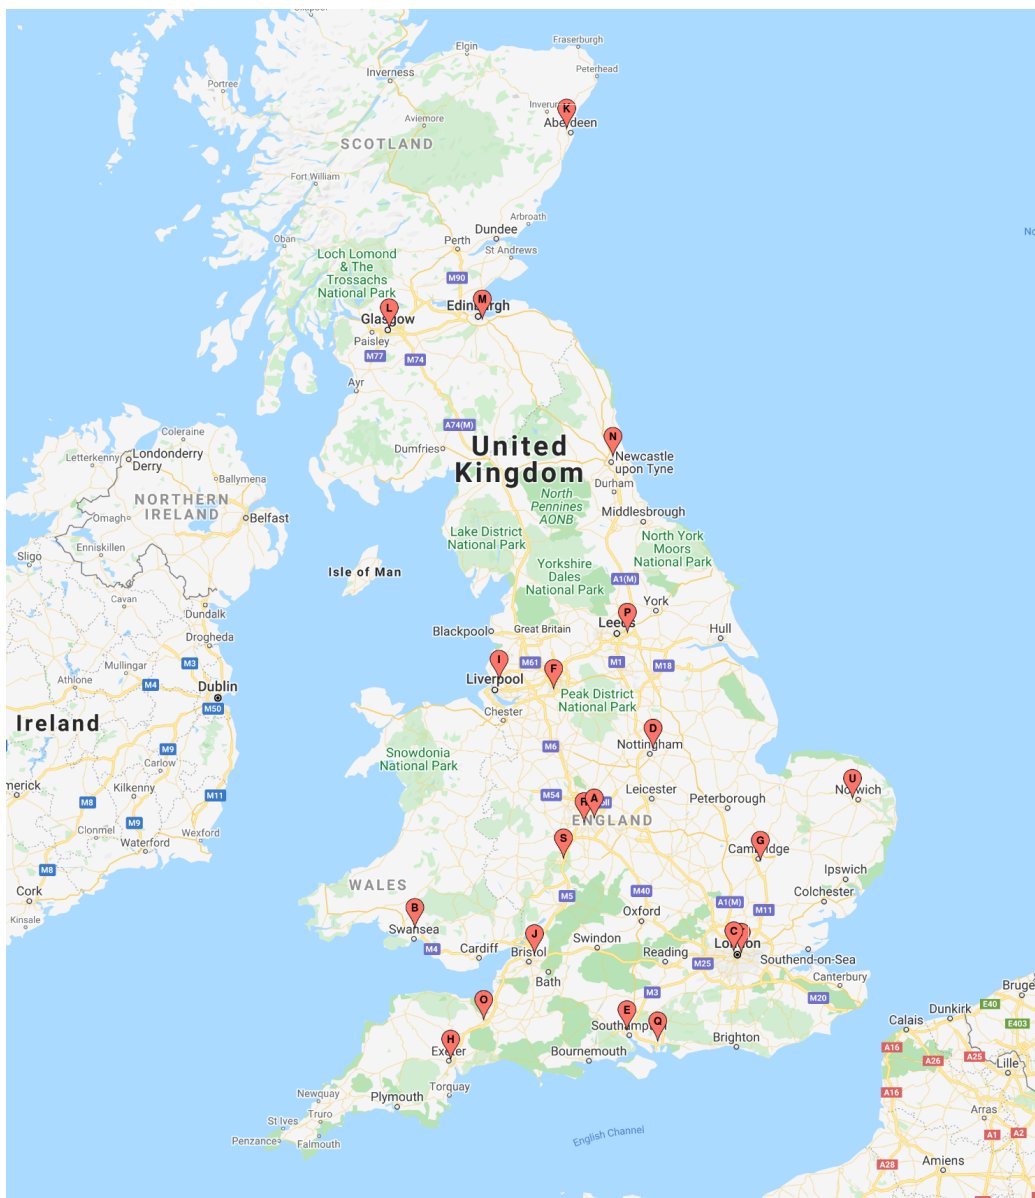 Fraserburgh
Elgin
Peterhead
Inverness
Portree
K
Aberdeen
Aviemore
SCOTLAND
Fort William
Arbroath
Dundee
Oban
Perth
St Andrews
Loch Lomond
& The
Trossachs
National Park
M90
L
M
Edinburgh
Glasgow
Paisley
M77
M74
Ayr
A74(M)
Dumfries
United
Kingdom
N
Newcastle
upon Tyne
Durham
North
Pennines
AONB
Middlesbrough
Coleraine
Letterkenny
Londonderry
Derry
Ballymena
NORTHERN
IRELAND
Omagh
Belfast
Enniskillen
Sligo
Lake District
National Park
North York
Moors
National Park
Isle of Man
Yorkshire
Dales
National Park
A1(M)
York
Cavan
Dundalk
Drogheda
P
Leeds
Blackpool
Great Britain
Hull
M3
Mullingar
Athlone
M4
Dublin
M50
I
M61
F
M1
M18
Liverpool
Chester
Peak District
National Park
Ireland
M9
Carlow
Snowdonia
National Park
M6
D
Nottingham
merick
M8
Kilkenny
M11
M9
Clonmel
Wexford
Waterford
M54
Leicester
Peterborough
U
Norwich
R
A
ENGLAND
M8
Cork
Kinsale
S
G
Cambridge
Ipswich
Colchester
WALES
M5
M40
A1(M)
M11
B
Swansea
M4
Cardiff
J
Bristol
Bath
Swindon
Oxford
Reading
M25
C
London
Southend-on-Sea
Canterbury
M3
M20
O
E
Q
Southampton
Brighton
Bournemouth
H
Exeter
Torquay
Plymouth
Newquay
Truro
St Ives
Penzance
Falmouth
English Channel
Bruge
Dunkirk
E40
Calais
E403
A16
A25
A26
Lille
A16
Arras
A1
A2
A28
Amiens
No